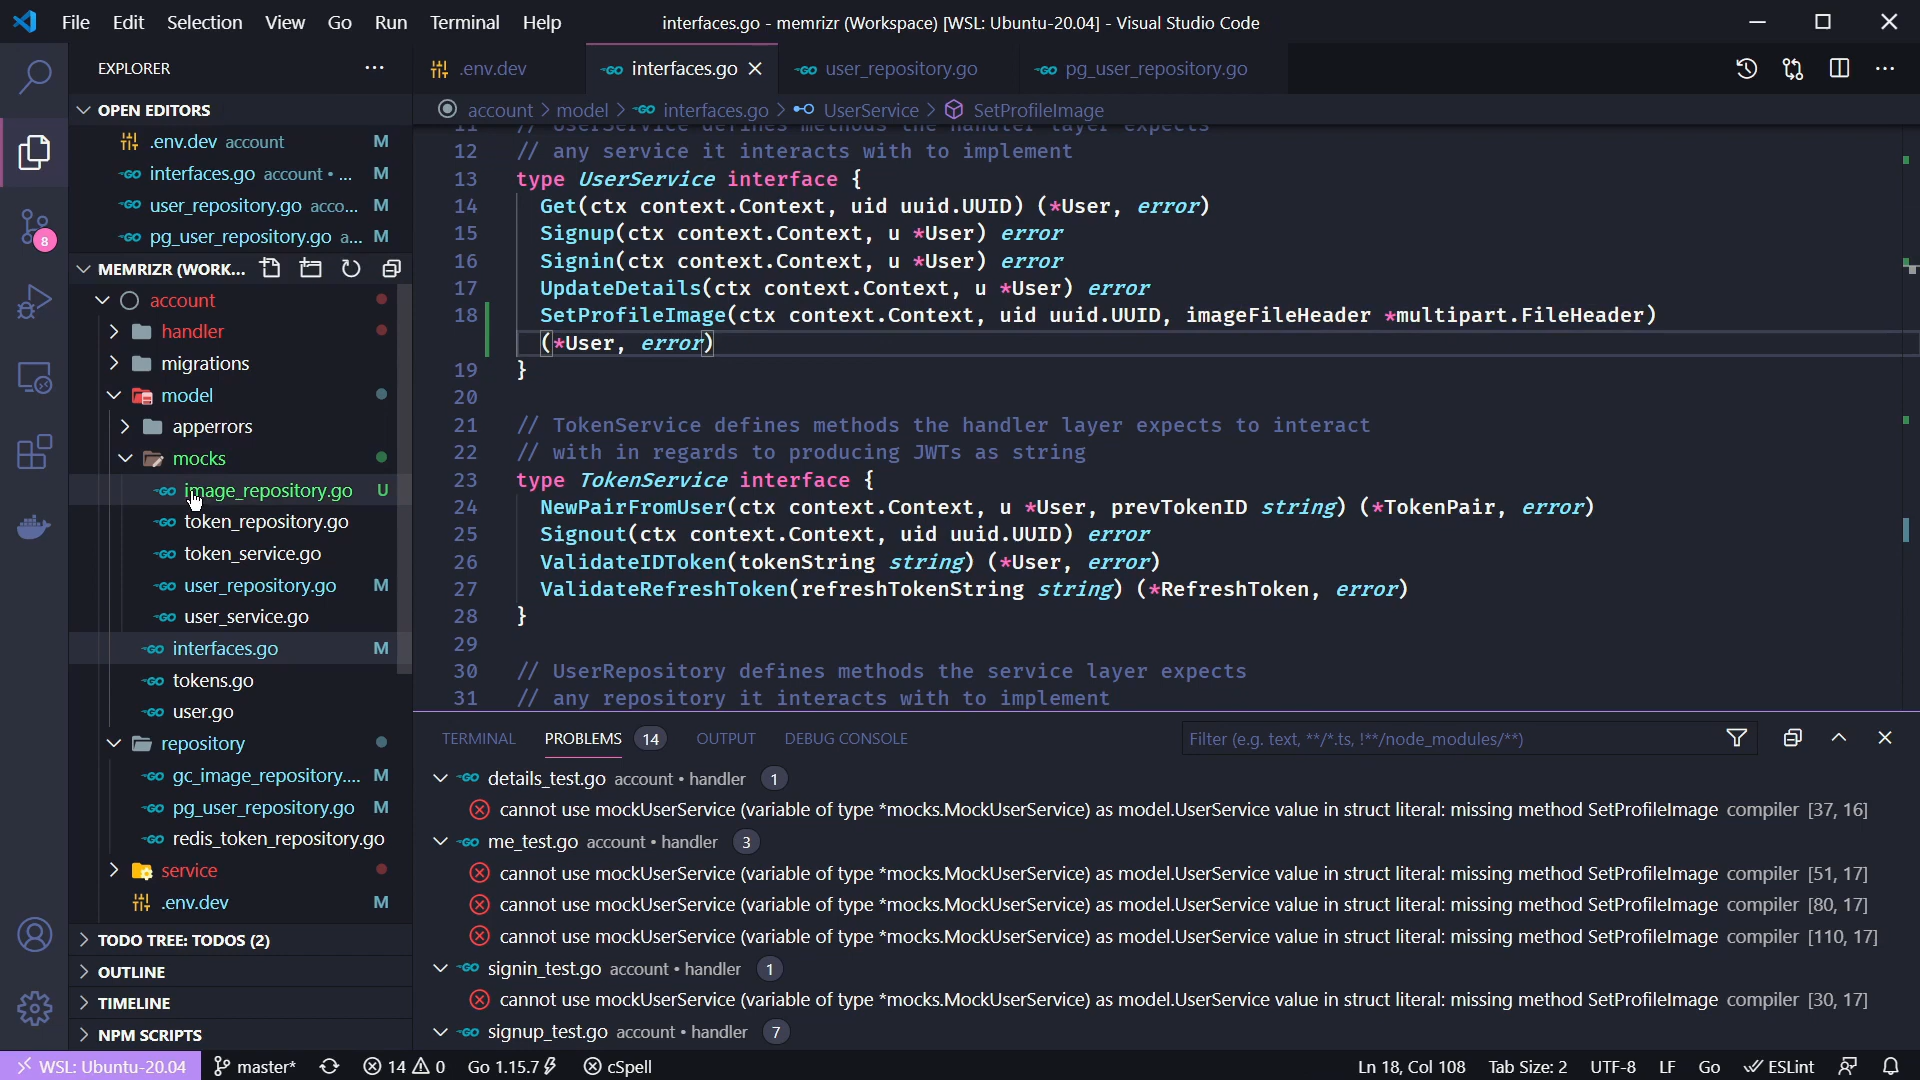 File Edit Selection View Go Run Terminal Help
interfaces.go - memrizr (Workspace) [WSL: Ubuntu-20.04] - Visual Studio Code
EXPLORER
.env.dev
interfaces.go
user_repository.go
pg_user_repository.go
OPEN EDITORS
.env.dev account M
interfaces.go account • ... M
user_repository.go acco... M
pg_user_repository.go a... M
MEMRIZR (WORK...
account
handler
migrations
model
apperrors
mocks
image_repository.go U
token_repository.go
token_service.go
user_repository.go M
user_service.go
interfaces.go M
tokens.go
user.go
repository
gc_image_repository.... M
pg_user_repository.go M
redis_token_repository.go
service
.env.dev M
TODO TREE: TODOS (2)
OUTLINE
TIMELINE
NPM SCRIPTS
8
account > model > interfaces.go > UserService > SetProfileImage
11 // UserService defines methods the handler layer expects
12 // any service it interacts with to implement
13 type UserService interface {
14 Get(ctx context.Context, uid uuid.UUID) (*User, error)
15 Signup(ctx context.Context, u *User) error
16 Signin(ctx context.Context, u *User) error
17 UpdateDetails(ctx context.Context, u *User) error
18 SetProfileImage(ctx context.Context, uid uuid.UUID, imageFileHeader *multipart.FileHeader)
(*User, error)
19 }
20
21 // TokenService defines methods the handler layer expects to interact
22 // with in regards to producing JWTs as string
23 type TokenService interface {
24 NewPairFromUser(ctx context.Context, u *User, prevTokenID string) (*TokenPair, error)
25 Signout(ctx context.Context, uid uuid.UUID) error
26 ValidateIDToken(tokenString string) (*User, error)
27 ValidateRefreshToken(refreshTokenString string) (*RefreshToken, error)
28 }
29
30 // UserRepository defines methods the service layer expects
31 // any repository it interacts with to implement
TERMINAL PROBLEMS 14 OUTPUT DEBUG CONSOLE
Filter (e.g. text, **/*.ts, !**/node_modules/**)
details_test.go account • handler 1
cannot use mockUserService (variable of type *mocks.MockUserService) as model.UserService value in struct literal: missing method SetProfileImage compiler [37, 16]
me_test.go account • handler 3
cannot use mockUserService (variable of type *mocks.MockUserService) as model.UserService value in struct literal: missing method SetProfileImage compiler [51, 17]
cannot use mockUserService (variable of type *mocks.MockUserService) as model.UserService value in struct literal: missing method SetProfileImage compiler [80, 17]
cannot use mockUserService (variable of type *mocks.MockUserService) as model.UserService value in struct literal: missing method SetProfileImage compiler [110, 17]
signin_test.go account • handler 1
cannot use mockUserService (variable of type *mocks.MockUserService) as model.UserService value in struct literal: missing method SetProfileImage compiler [30, 17]
signup_test.go account • handler 7
WSL: Ubuntu-20.04 master* 14 0 Go 1.15.7 cSpell
Ln 18, Col 108 Tab Size: 2 UTF-8 LF Go ESLint